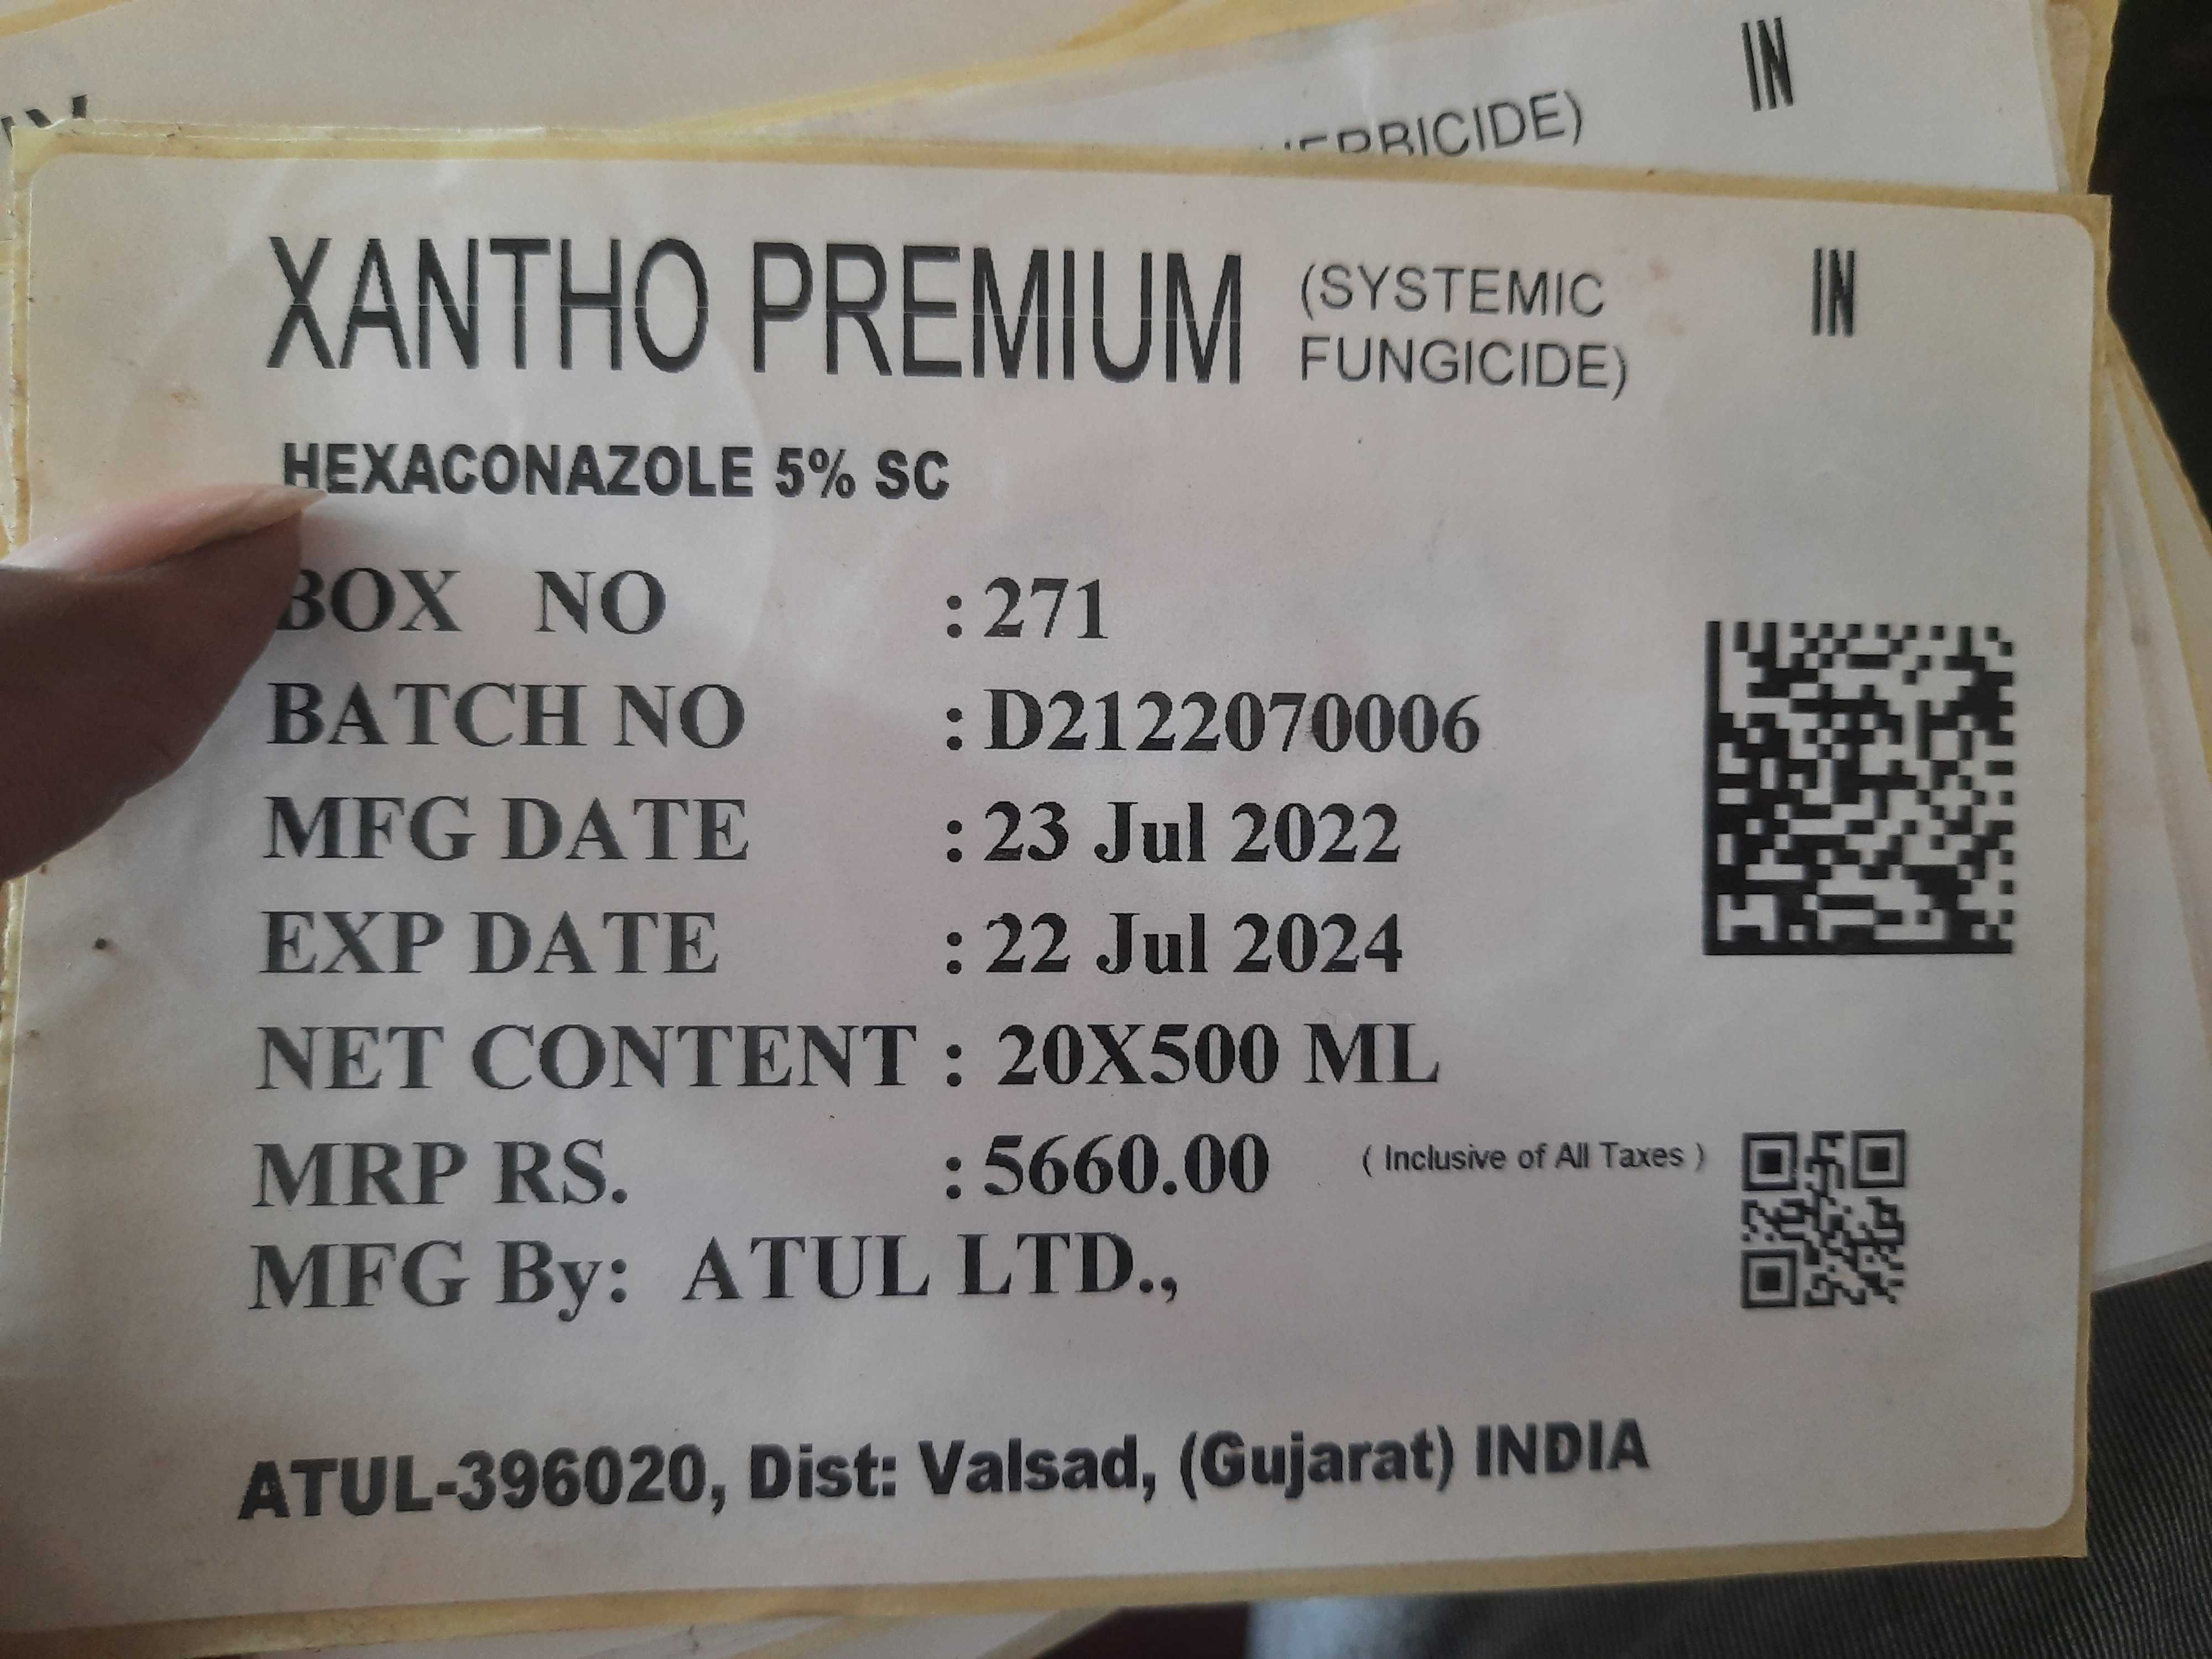 IN
XANTHO PREMIUM (SYSTEMIC FUNGICIDE) IN
HEXACONAZOLE 5% SC
BOX NO : 271
BATCH NO : D2122070006
MFG DATE : 23 Jul 2022
EXP DATE : 22 Jul 2024
NET CONTENT : 20X500 ML
MRP RS. : 5660.00 ( Inclusive of All Taxes )
MFG By: ATUL LTD.,
ATUL-396020, Dist: Valsad, (Gujarat) INDIA